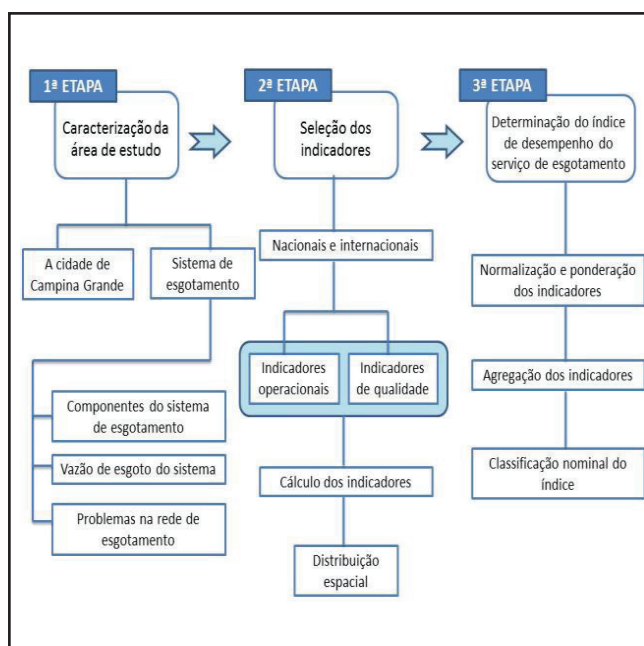 1ª ETAPA
Caracterização da
área de estudo
A cidade de
Campina Grande
Sistema de
esgotamento
Componentes do sistema
de esgotamento
Vazão de esgoto do sistema
Problemas na rede de
esgotamento
2ª ETAPA
Seleção dos
indicadores
Nacionais e internacionais
Indicadores
operacionais
Indicadores
de qualidade
Cálculo dos indicadores
Distribuição
espacial
3ª ETAPA
Determinação do índice
de desempenho do
serviço de esgotamento
Normalização e ponderação
dos indicadores
Agregação dos indicadores
Classificação nominal do
índice